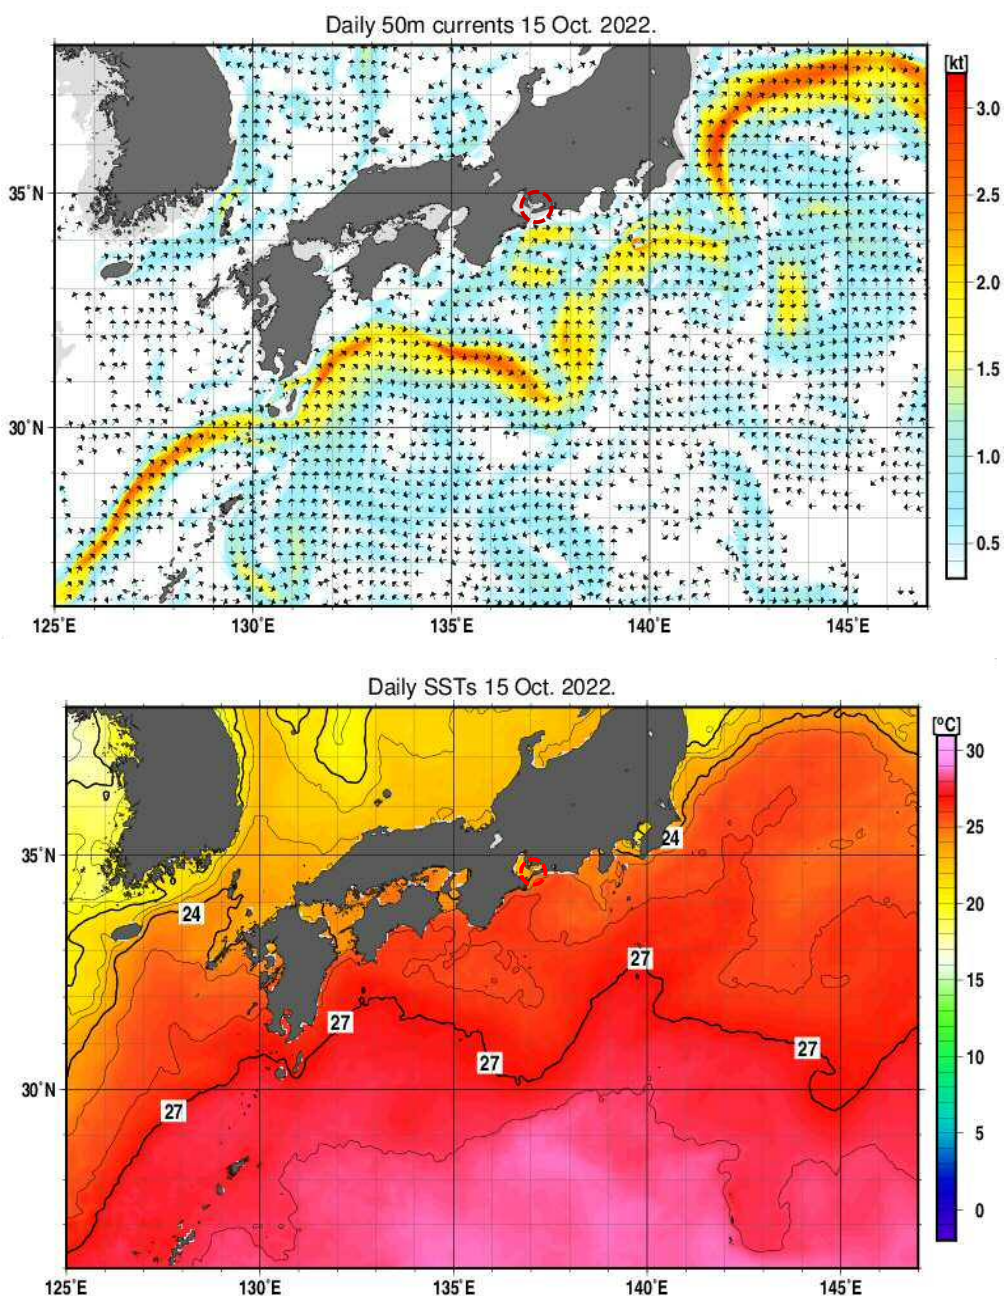 Daily 50m currents 15 Oct. 2022.
[kt]
3.0
2.5
2.0
1.5
1.0
0.5
35°N
30°N
125°E 130°E 135°E 140°E 145°E
Daily SSTs 15 Oct. 2022.
[°C]
30
25
20
15
10
5
0
35°N
30°N
24
24
27
27
27
27
27
125°E 130°E 135°E 140°E 145°E